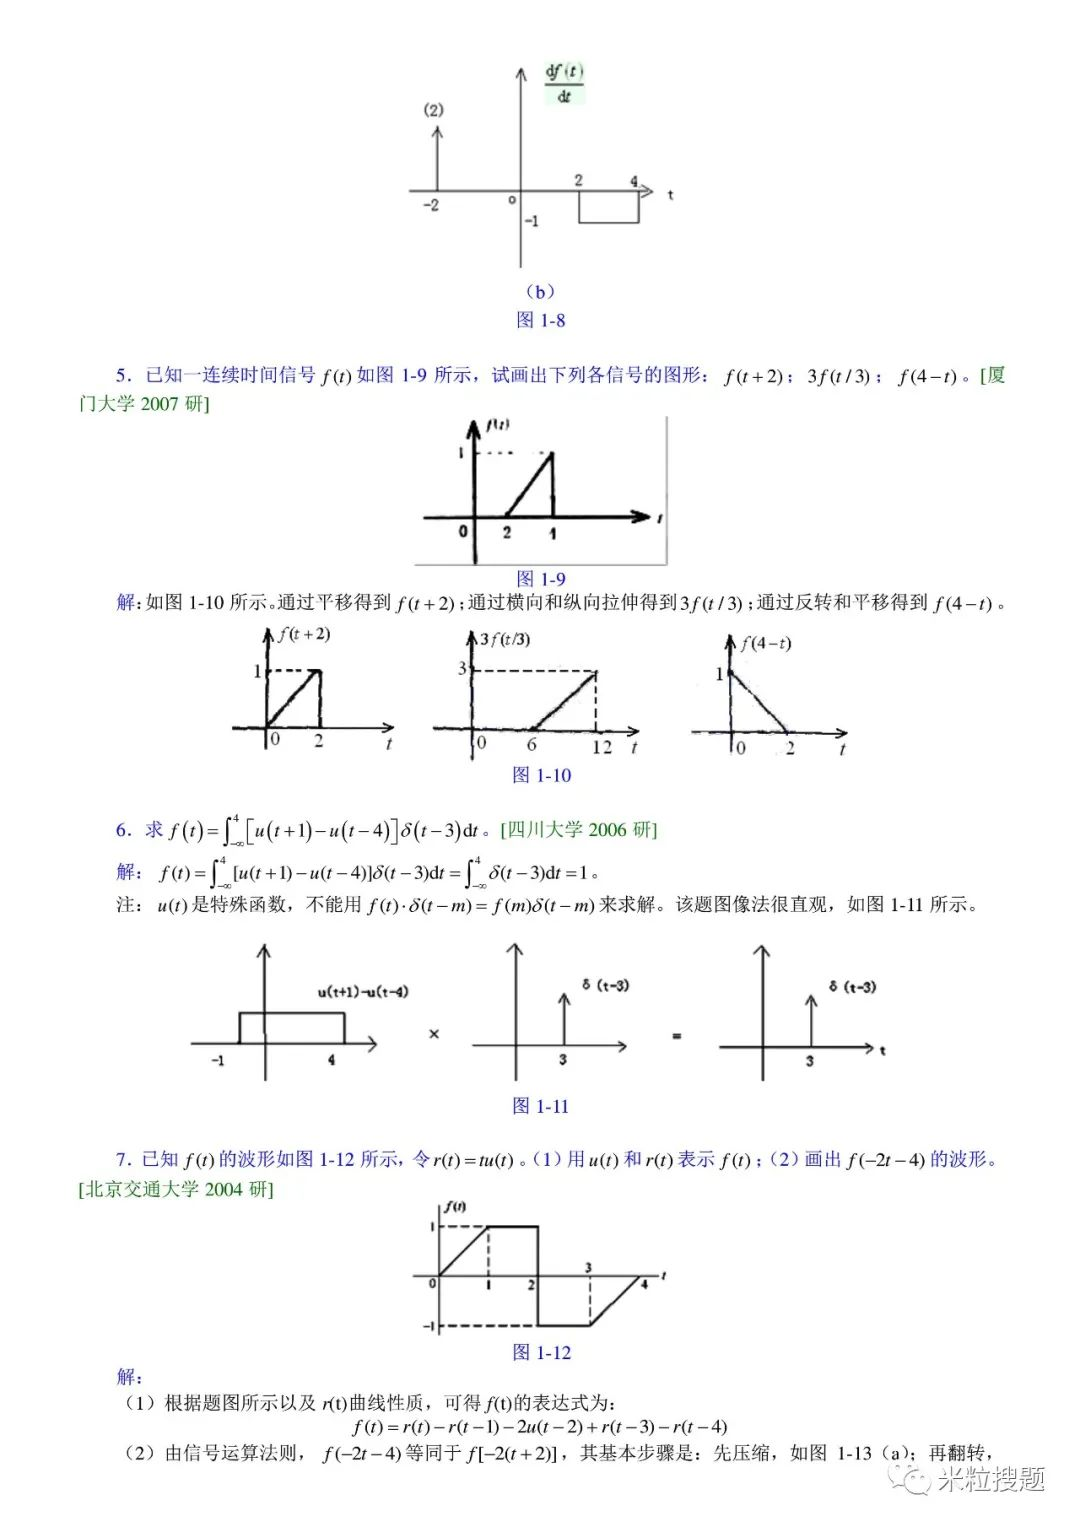 df(t)
dt
(2)
2
4
-2
o
t
-1
（b）
图 1-8
5．已知一连续时间信号 f(t) 如图 1-9 所示，试画出下列各信号的图形： f(t+2)； 3f(t/3)； f(4−t)。[厦
门大学 2007 研]
f(t)
1
0
2
1
t
图 1-9
解：如图 1-10 所示。通过平移得到 f(t+2)；通过横向和纵向拉伸得到3f(t/3)；通过反转和平移得到 f(4−t)。
f(t+2)
1
0
2
t
3f(t/3)
3
0
6
12
t
f(4-t)
1
0
2
t
图 1-10
6．求 f(t)=∫_{-∞}^{4}[u(t+1)−u(t−4)]δ(t−3)dt 。[四川大学 2006 研]
解： f(t)=∫_{-∞}^{4}[u(t+1)−u(t−4)]δ(t−3)dt=∫_{-∞}^{4}δ(t−3)dt=1。
注： u(t)是特殊函数，不能用 f(t)·δ(t−m)= f(m)δ(t−m)来求解。该题图像法很直观，如图 1-11 所示。
u(t+1)-u(t-4)
-1
4
×
δ (t-3)
3
=
δ (t-3)
3
t
图 1-11
7．已知 f(t)的波形如图 1-12 所示，令r(t)=tu(t)。（1）用u(t)和r(t)表示 f(t)；（2）画出 f(−2t−4)的波形。
[北京交通大学 2004 研]
f(t)
1
0
1
2
3
4
t
-1
图 1-12
解：
（1）根据题图所示以及 r(t)曲线性质，可得 f(t)的表达式为：
f(t)=r(t)−r(t−1)−2u(t−2)+r(t−3)−r(t−4)
（2）由信号运算法则， f(−2t−4)等同于 f[−2(t+2)]，其基本步骤是：先压缩，如图 1-13（a）；再翻转，
米粒搜题